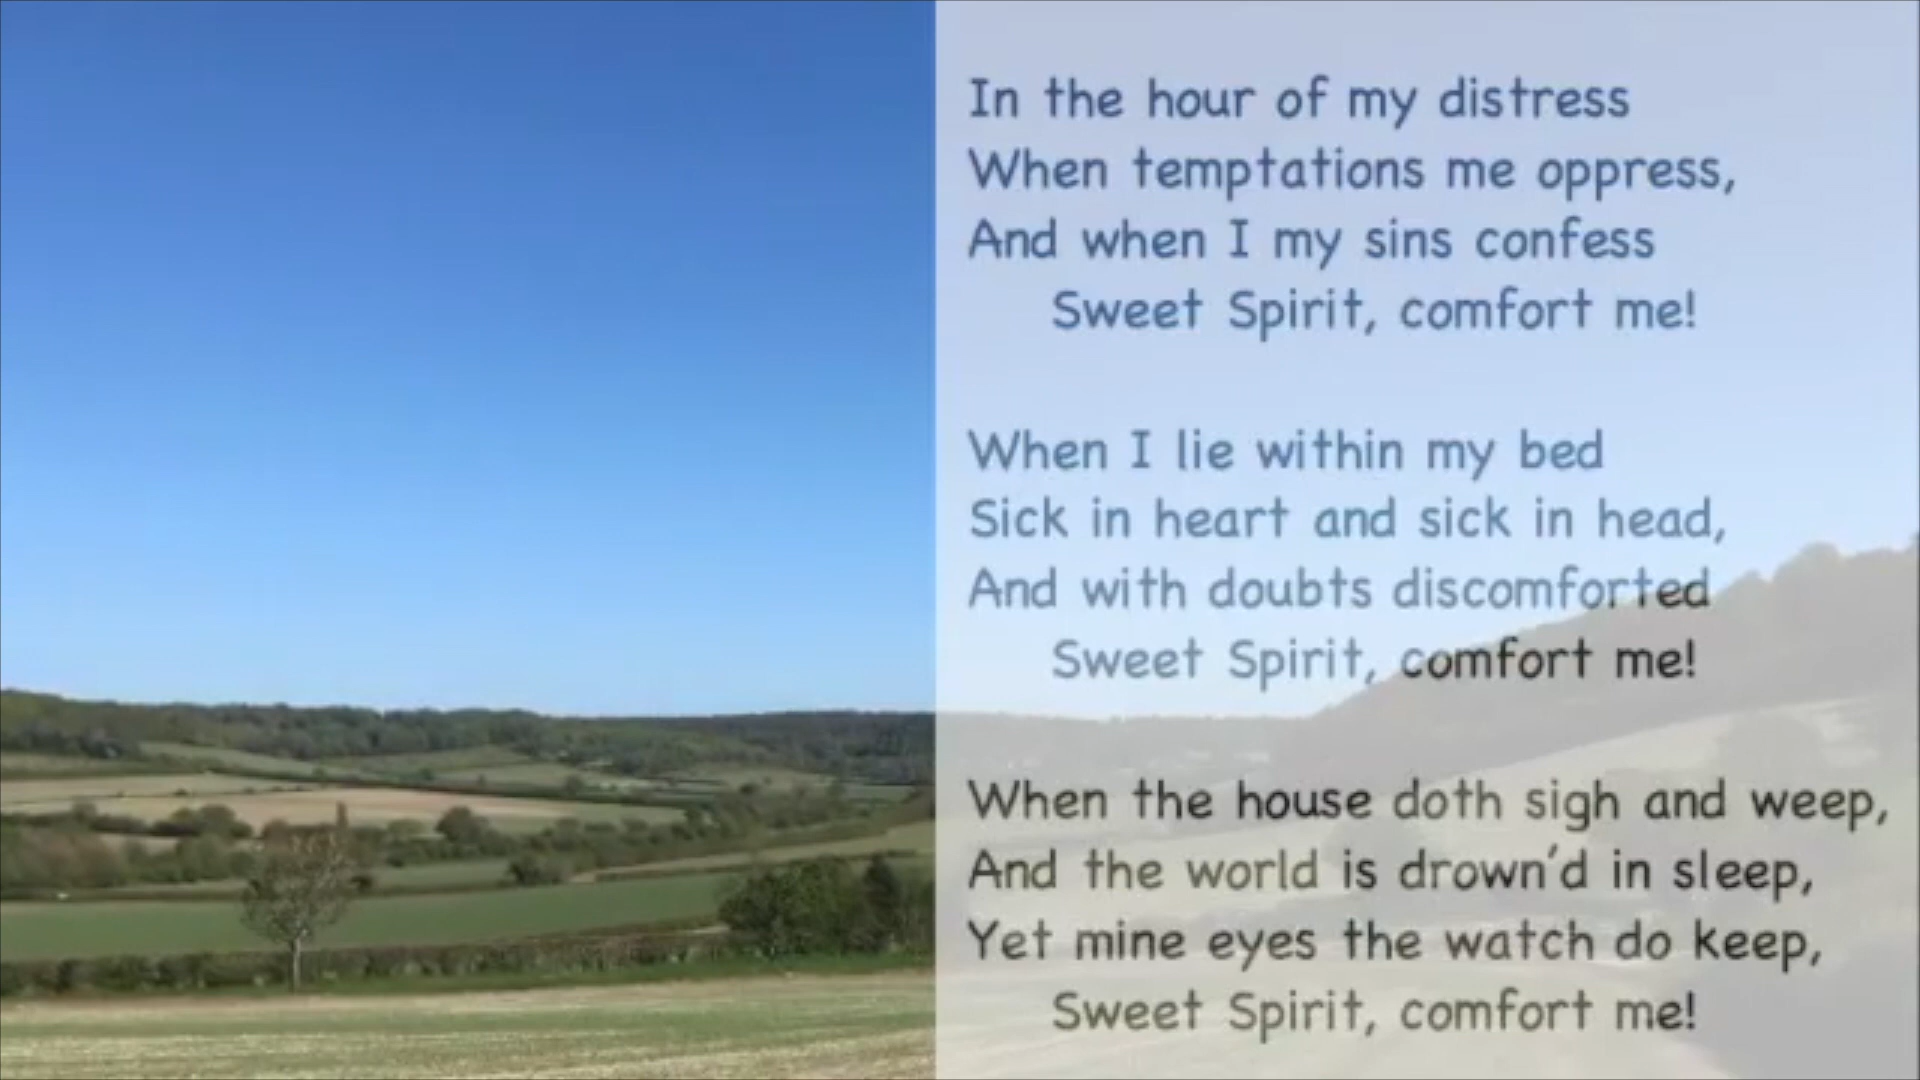 In the hour of my distress
When temptations me oppress,
And when I my sins confess
Sweet Spirit, comfort me!
When I lie within my bed
Sick in heart and sick in head,
And with doubts discomforted
Sweet Spirit, comfort me!
When the house doth sigh and weep,
And the world is drown'd in sleep,
Yet mine eyes the watch do keep,
Sweet Spirit, comfort me!